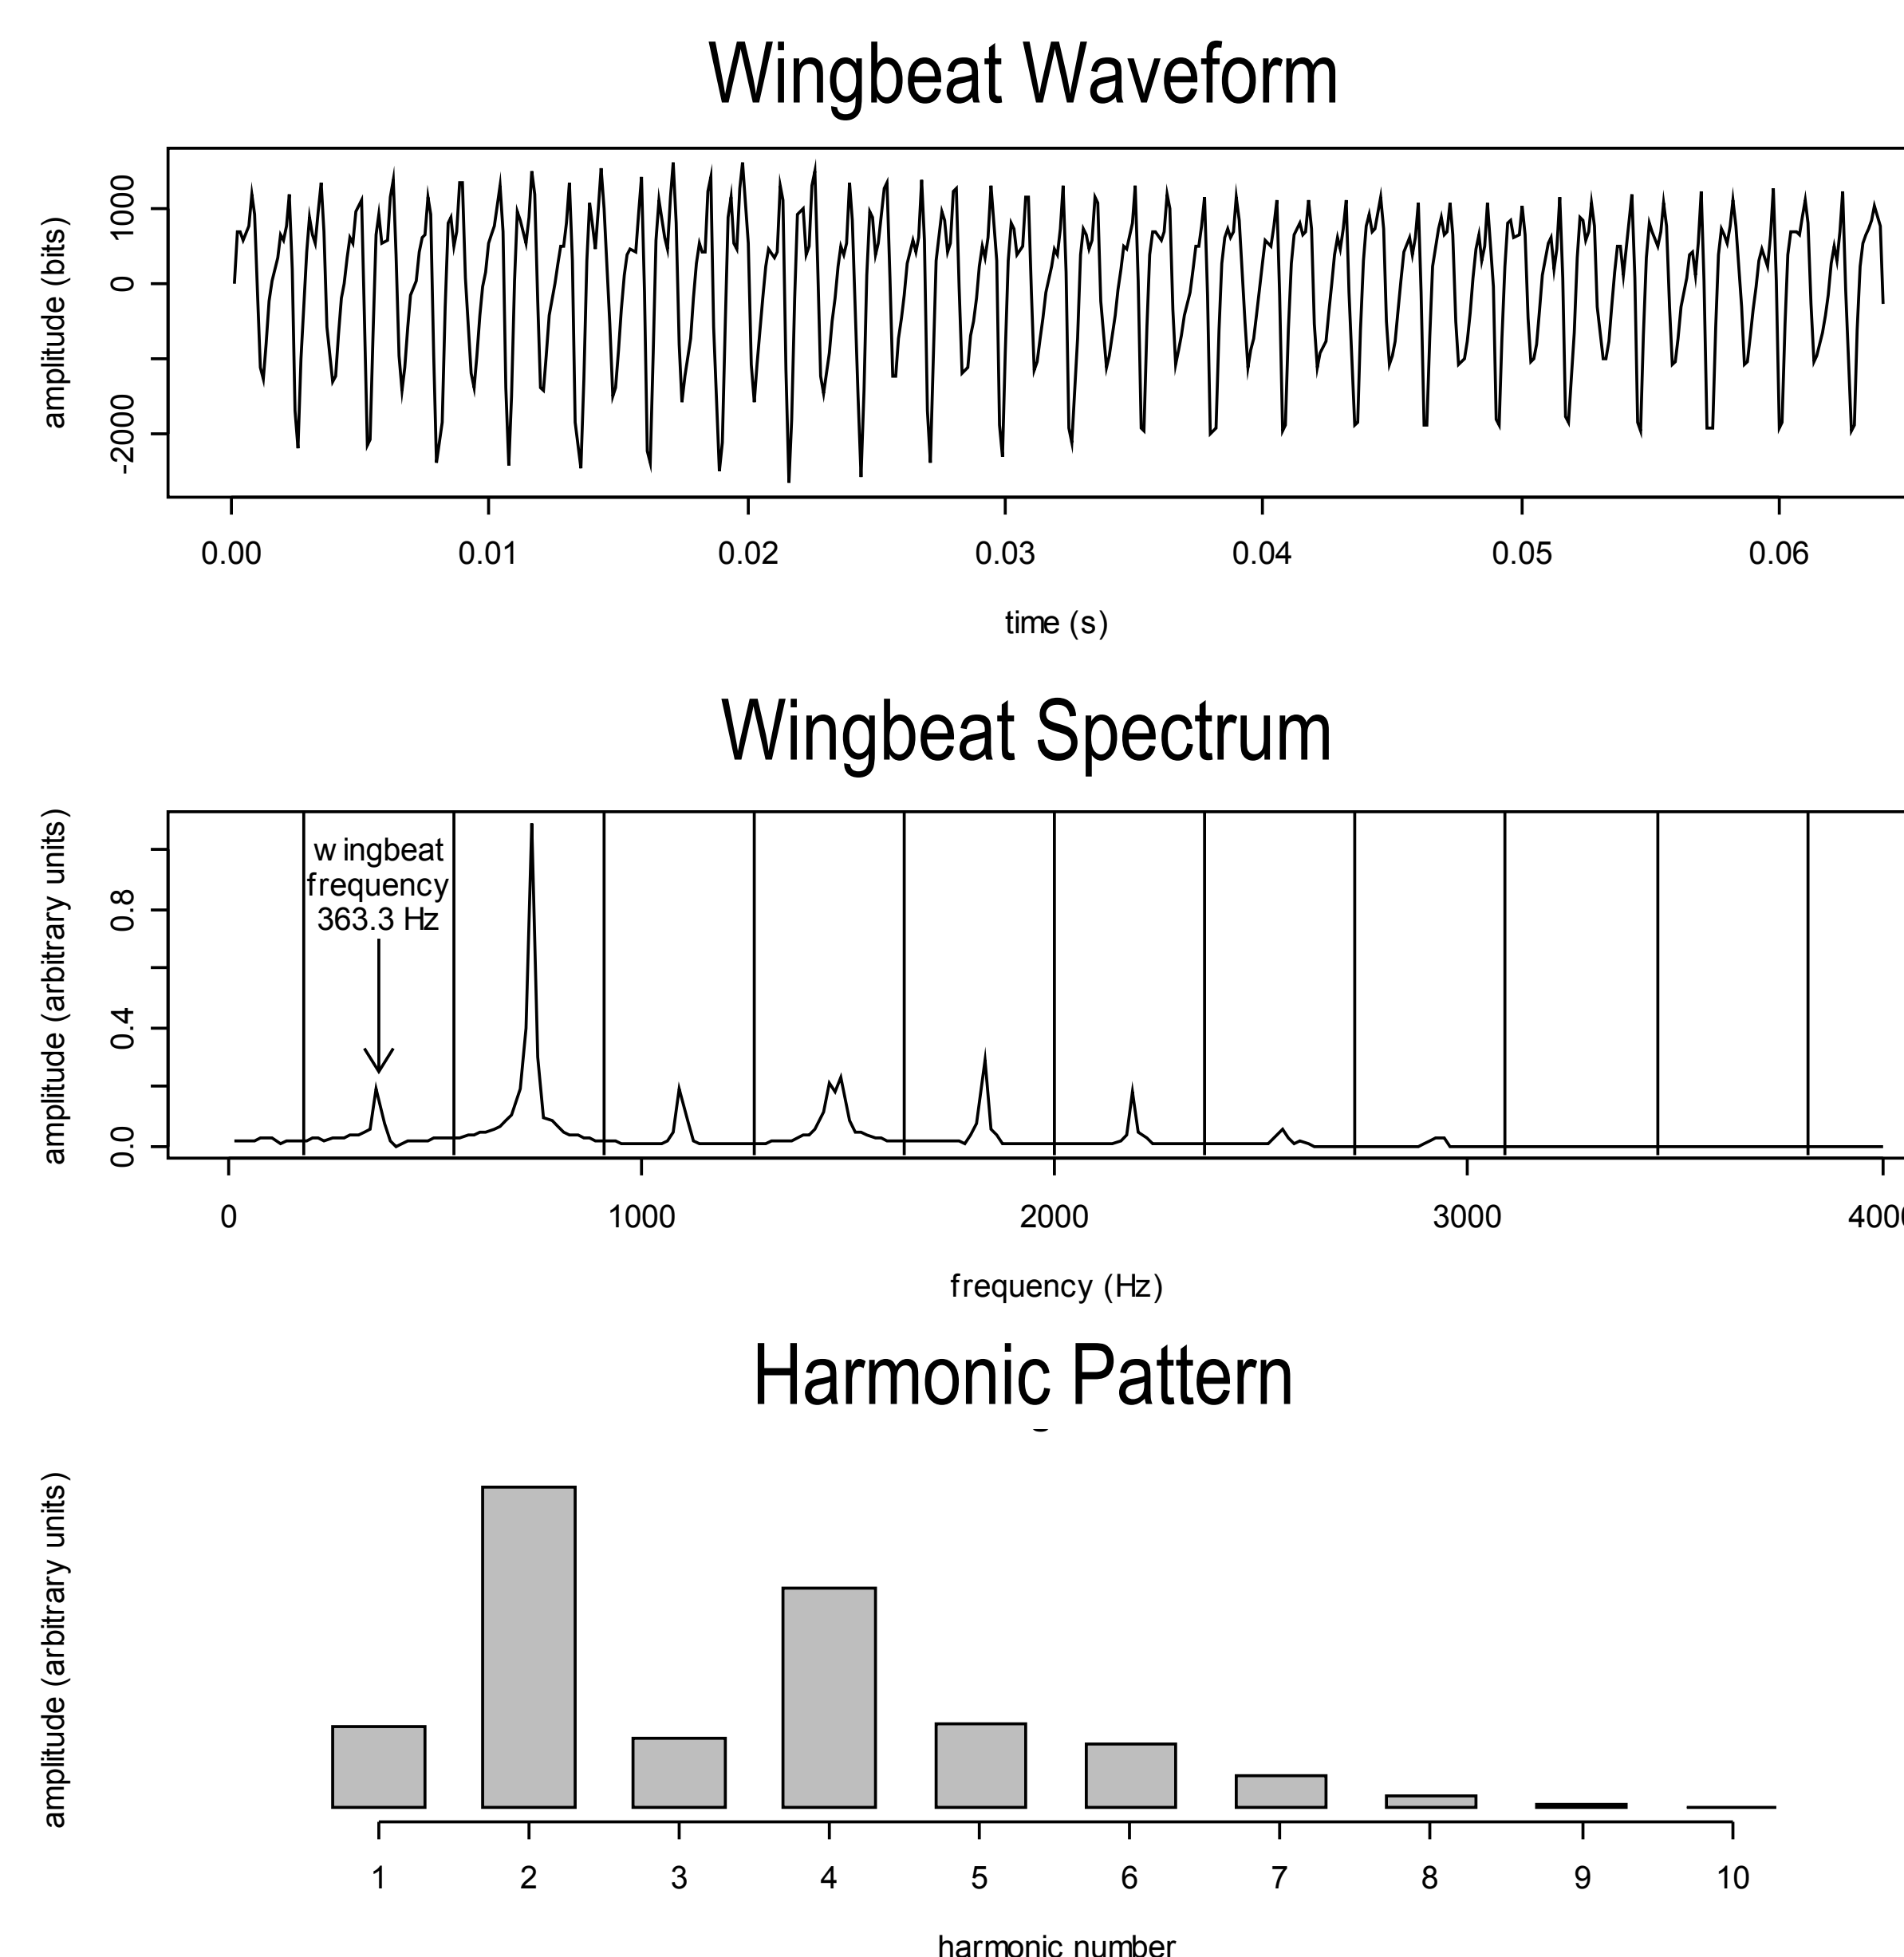 Wingbeat Waveform
amplitude (bits)
1000
0
-2000
0.00 0.01 0.02 0.03 0.04 0.05 0.06
time (s)
Wingbeat Spectrum
amplitude (arbitrary units)
0.8
0.4
0.0
wingbeat
frequency
363.3 Hz
0 1000 2000 3000 400
frequency (Hz)
Harmonic Pattern
amplitude (arbitrary units)
1 2 3 4 5 6 7 8 9 10
harmonic number